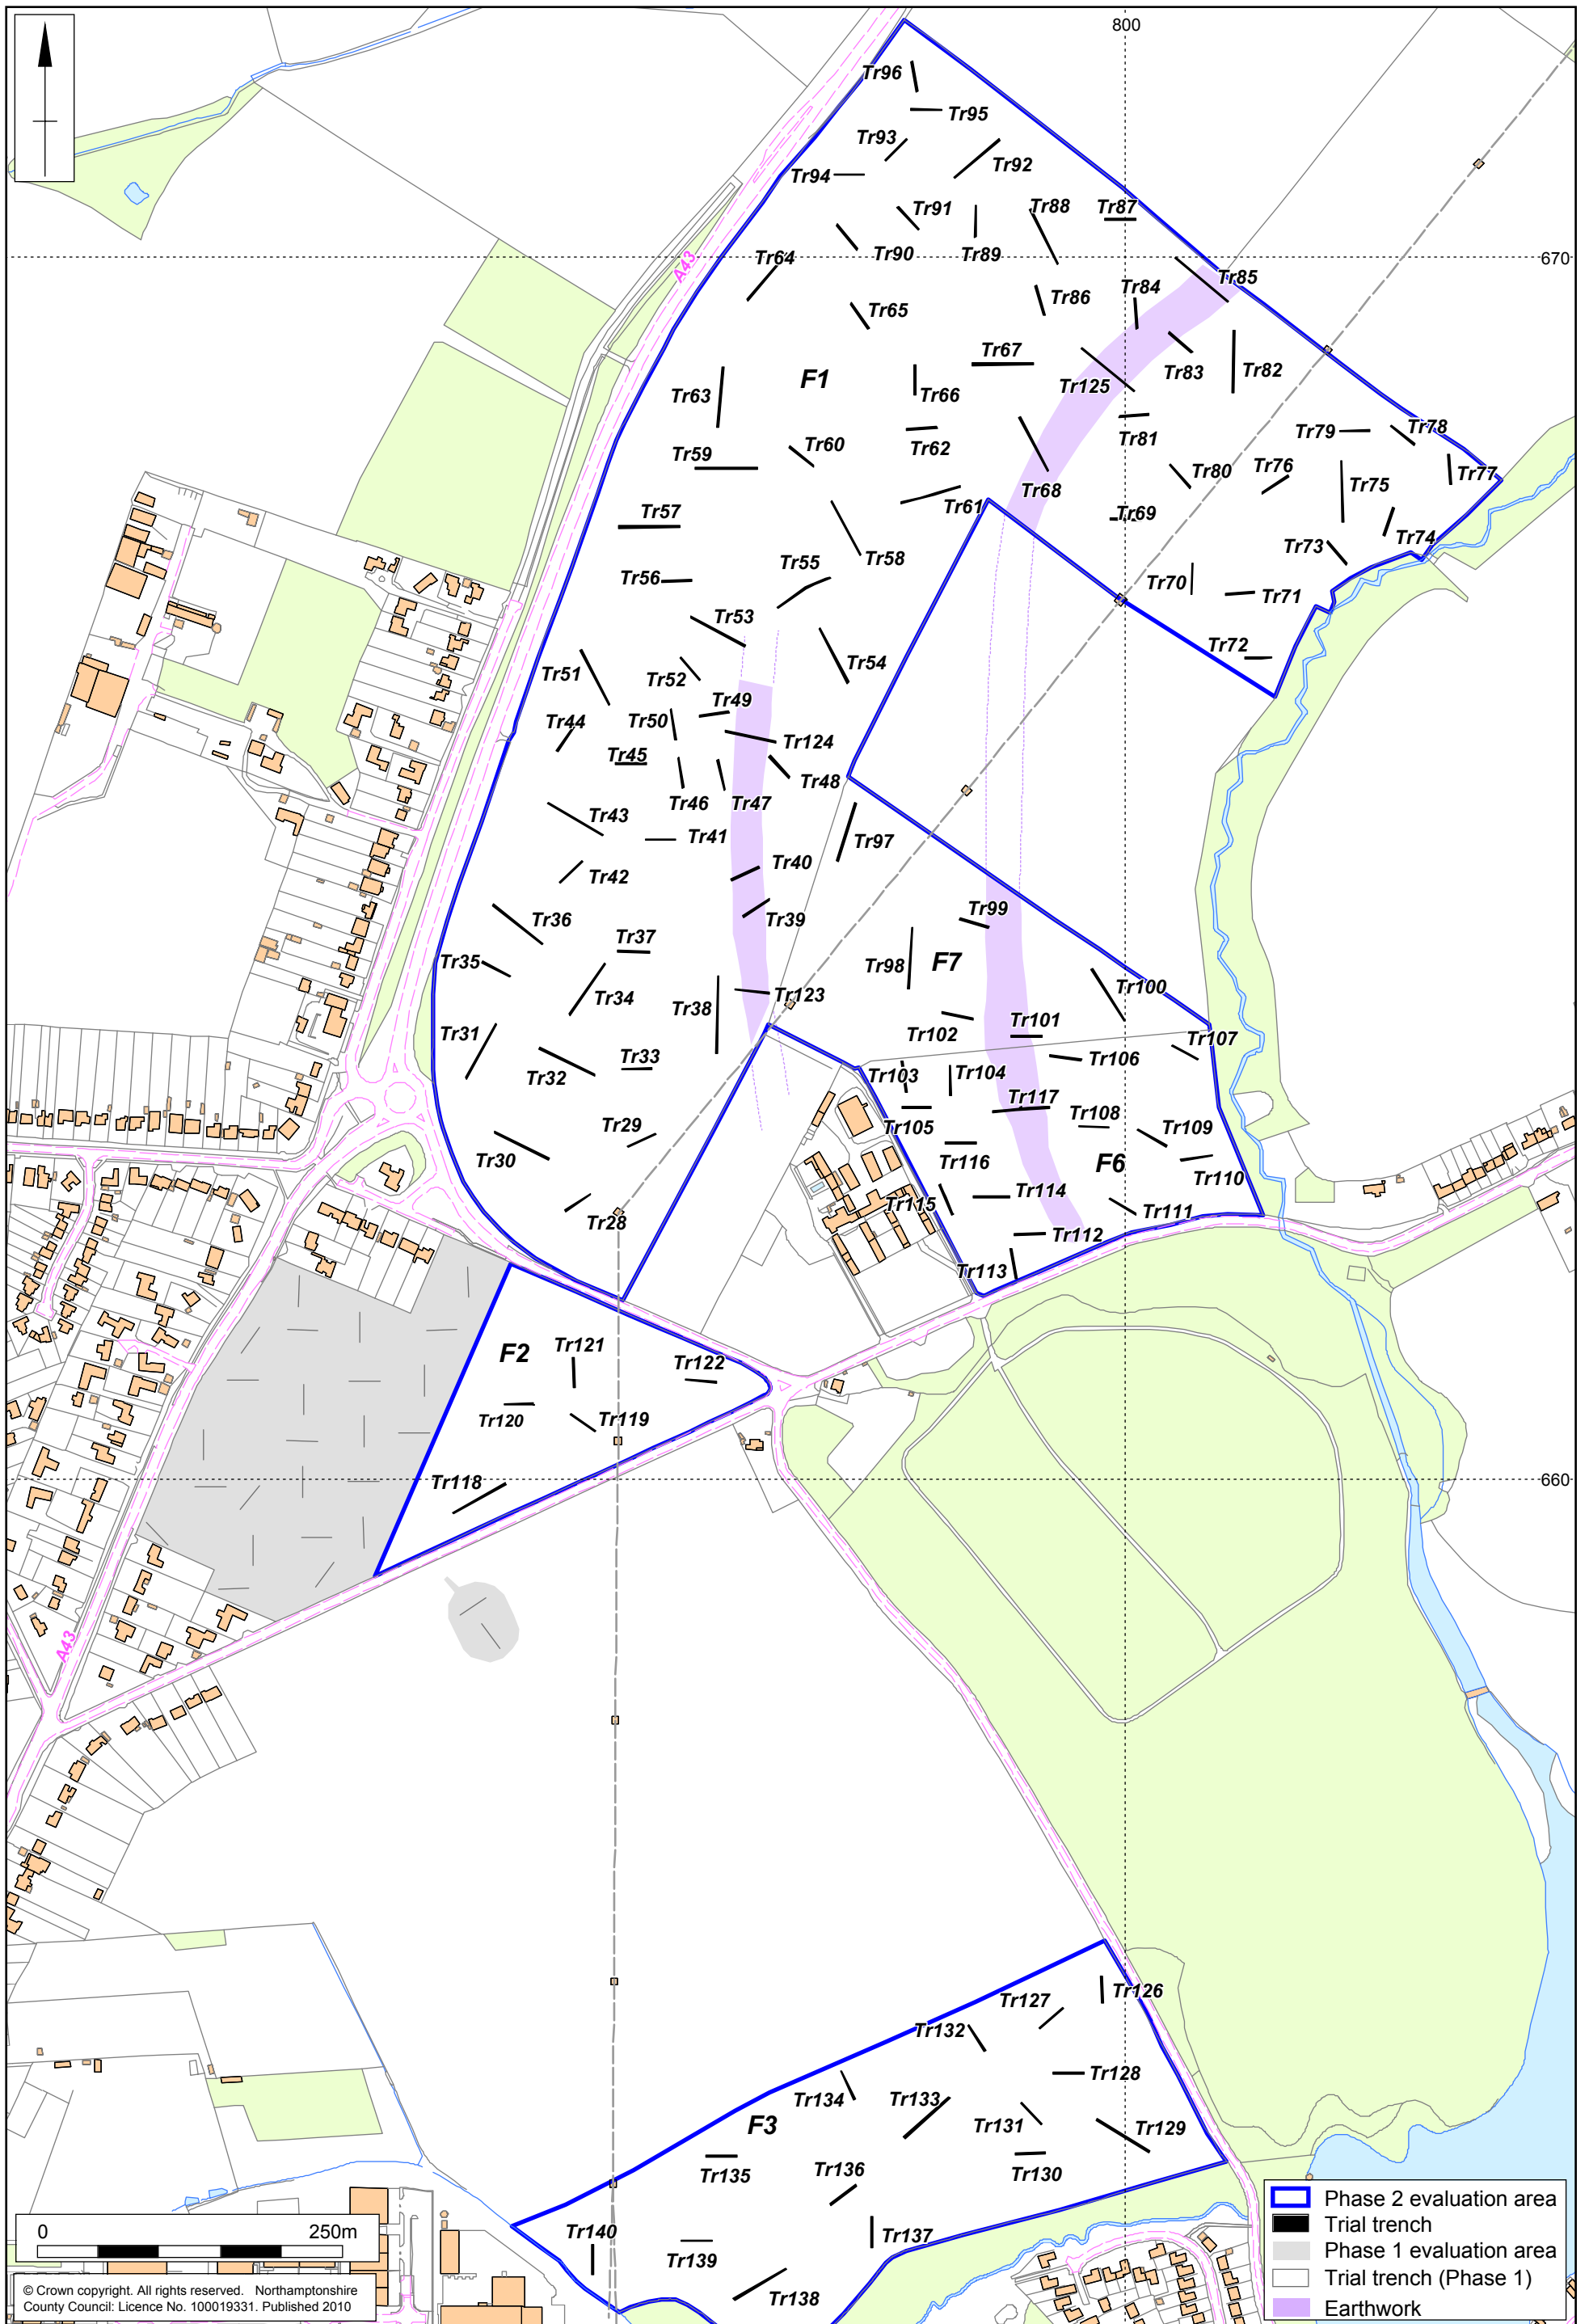 800
Tr96
Tr95
Tr93
Tr92
Tr94
Tr91
Tr88
Tr87
Tr90
Tr89
Tr64
670
A43
Tr85
Tr84
Tr86
Tr65
Tr67
Tr83
Tr82
F1
Tr125
Tr63
Tr66
Tr81
Tr79
Tr78
Tr62
Tr60
Tr59
Tr80
Tr76
Tr77
Tr68
Tr75
Tr61
Tr57
Tr69
Tr74
Tr58
Tr73
Tr55
Tr56
Tr70
Tr71
Tr53
Tr72
Tr54
Tr51
Tr52
Tr49
Tr50
Tr44
Tr124
Tr45
Tr48
Tr46
Tr47
Tr43
Tr41
Tr97
Tr40
Tr42
Tr39
Tr99
Tr36
Tr37
Tr35
F7
Tr98
Tr100
Tr34
Tr123
Tr38
Tr101
Tr102
Tr31
Tr107
Tr33
Tr106
Tr32
Tr103
Tr104
Tr117
Tr108
Tr29
Tr105
Tr109
Tr30
Tr116
F6
Tr110
Tr114
Tr115
Tr111
Tr28
Tr112
Tr113
F2
Tr121
Tr122
Tr120
Tr119
Tr118
660
A43
Tr126
Tr127
Tr132
Tr128
Tr134
Tr133
Tr131
F3
Tr129
Tr130
Tr135
Tr136
Tr140
Tr137
Tr139
Tr138
0 250m
© Crown copyright. All rights reserved. Northamptonshire
County Council: Licence No. 100019331. Published 2010
Phase 2 evaluation area
Trial trench
Phase 1 evaluation area
Trial trench (Phase 1)
Earthwork